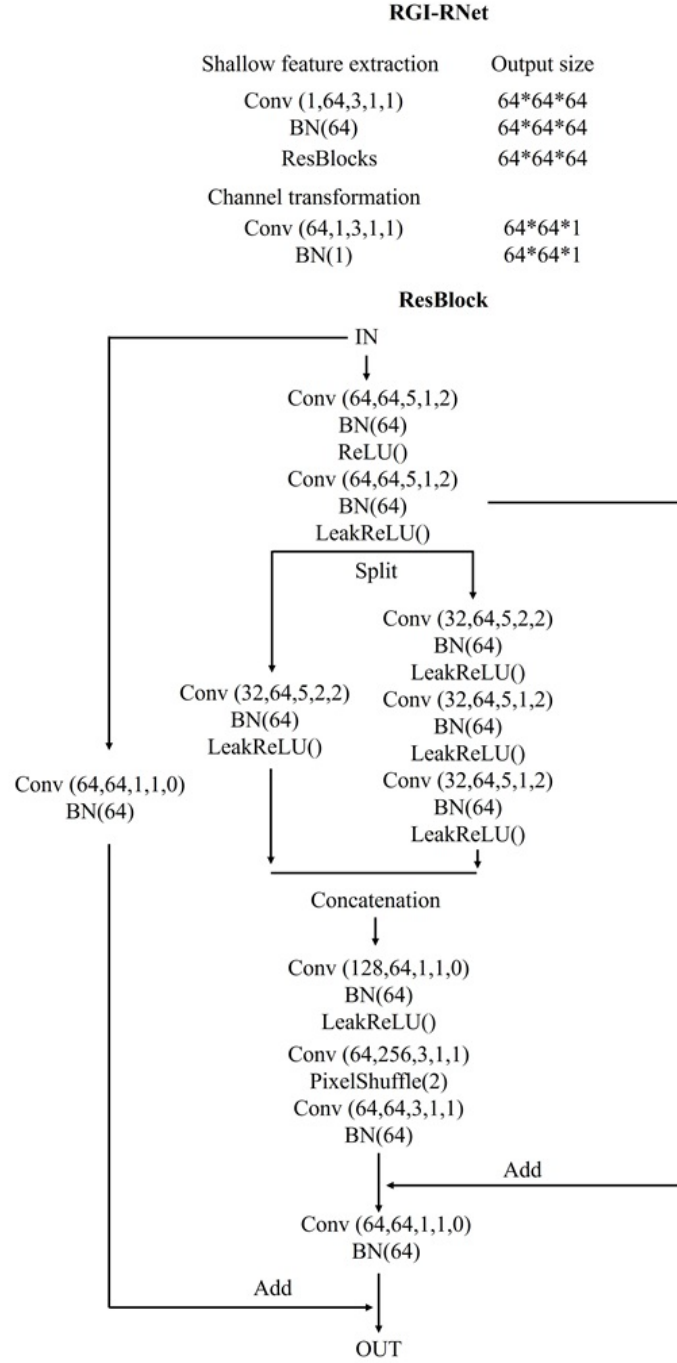 RGI-RNet
Shallow feature extraction Output size
Conv (1,64,3,1,1) 64*64*64
BN(64) 64*64*64
ResBlocks 64*64*64
Channel transformation
Conv (64,1,3,1,1) 64*64*1
BN(1) 64*64*1
ResBlock
IN
Conv (64,64,5,1,2)
BN(64)
ReLU()
Conv (64,64,5,1,2)
BN(64)
LeakReLU()
Split
Conv (32,64,5,2,2)
BN(64)
LeakReLU()
Conv (32,64,5,2,2)
BN(64)
LeakReLU()
Conv (32,64,5,1,2)
BN(64)
LeakReLU()
Conv (32,64,5,1,2)
BN(64)
LeakReLU()
Conv (64,64,1,1,0)
BN(64)
Concatenation
Conv (128,64,1,1,0)
BN(64)
LeakReLU()
Conv (64,256,3,1,1)
PixelShuffle(2)
Conv (64,64,3,1,1)
BN(64)
Add
Conv (64,64,1,1,0)
BN(64)
Add
OUT